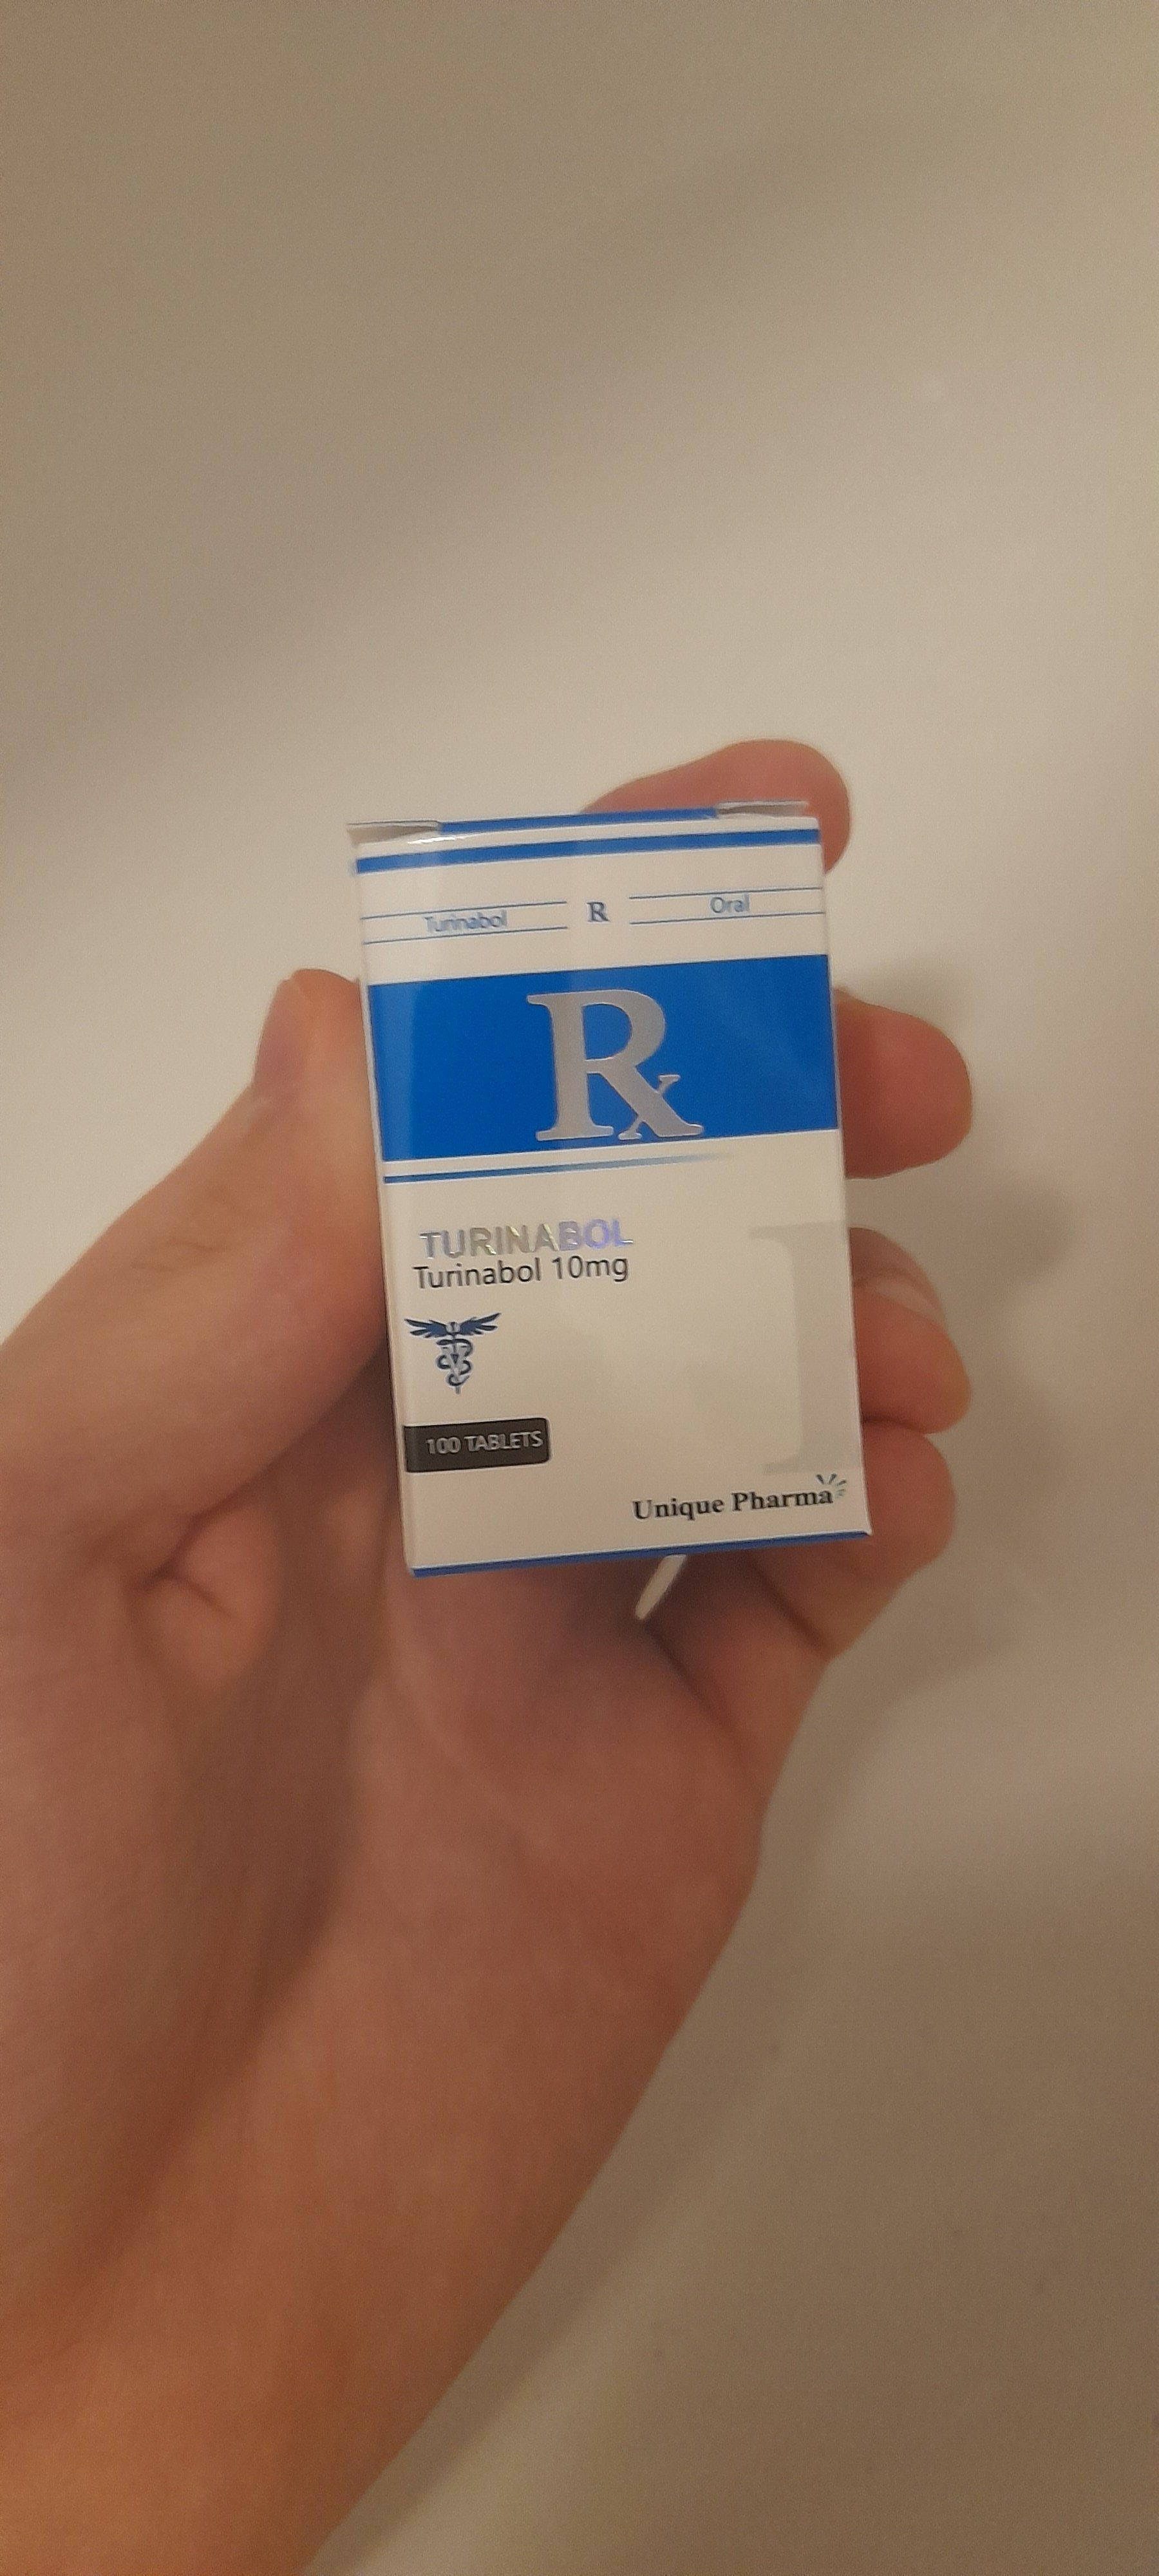 Turinabol R Oral
Rx
TURINABOL
Turinabol 10mg
100 TABLETS
Unique Pharma